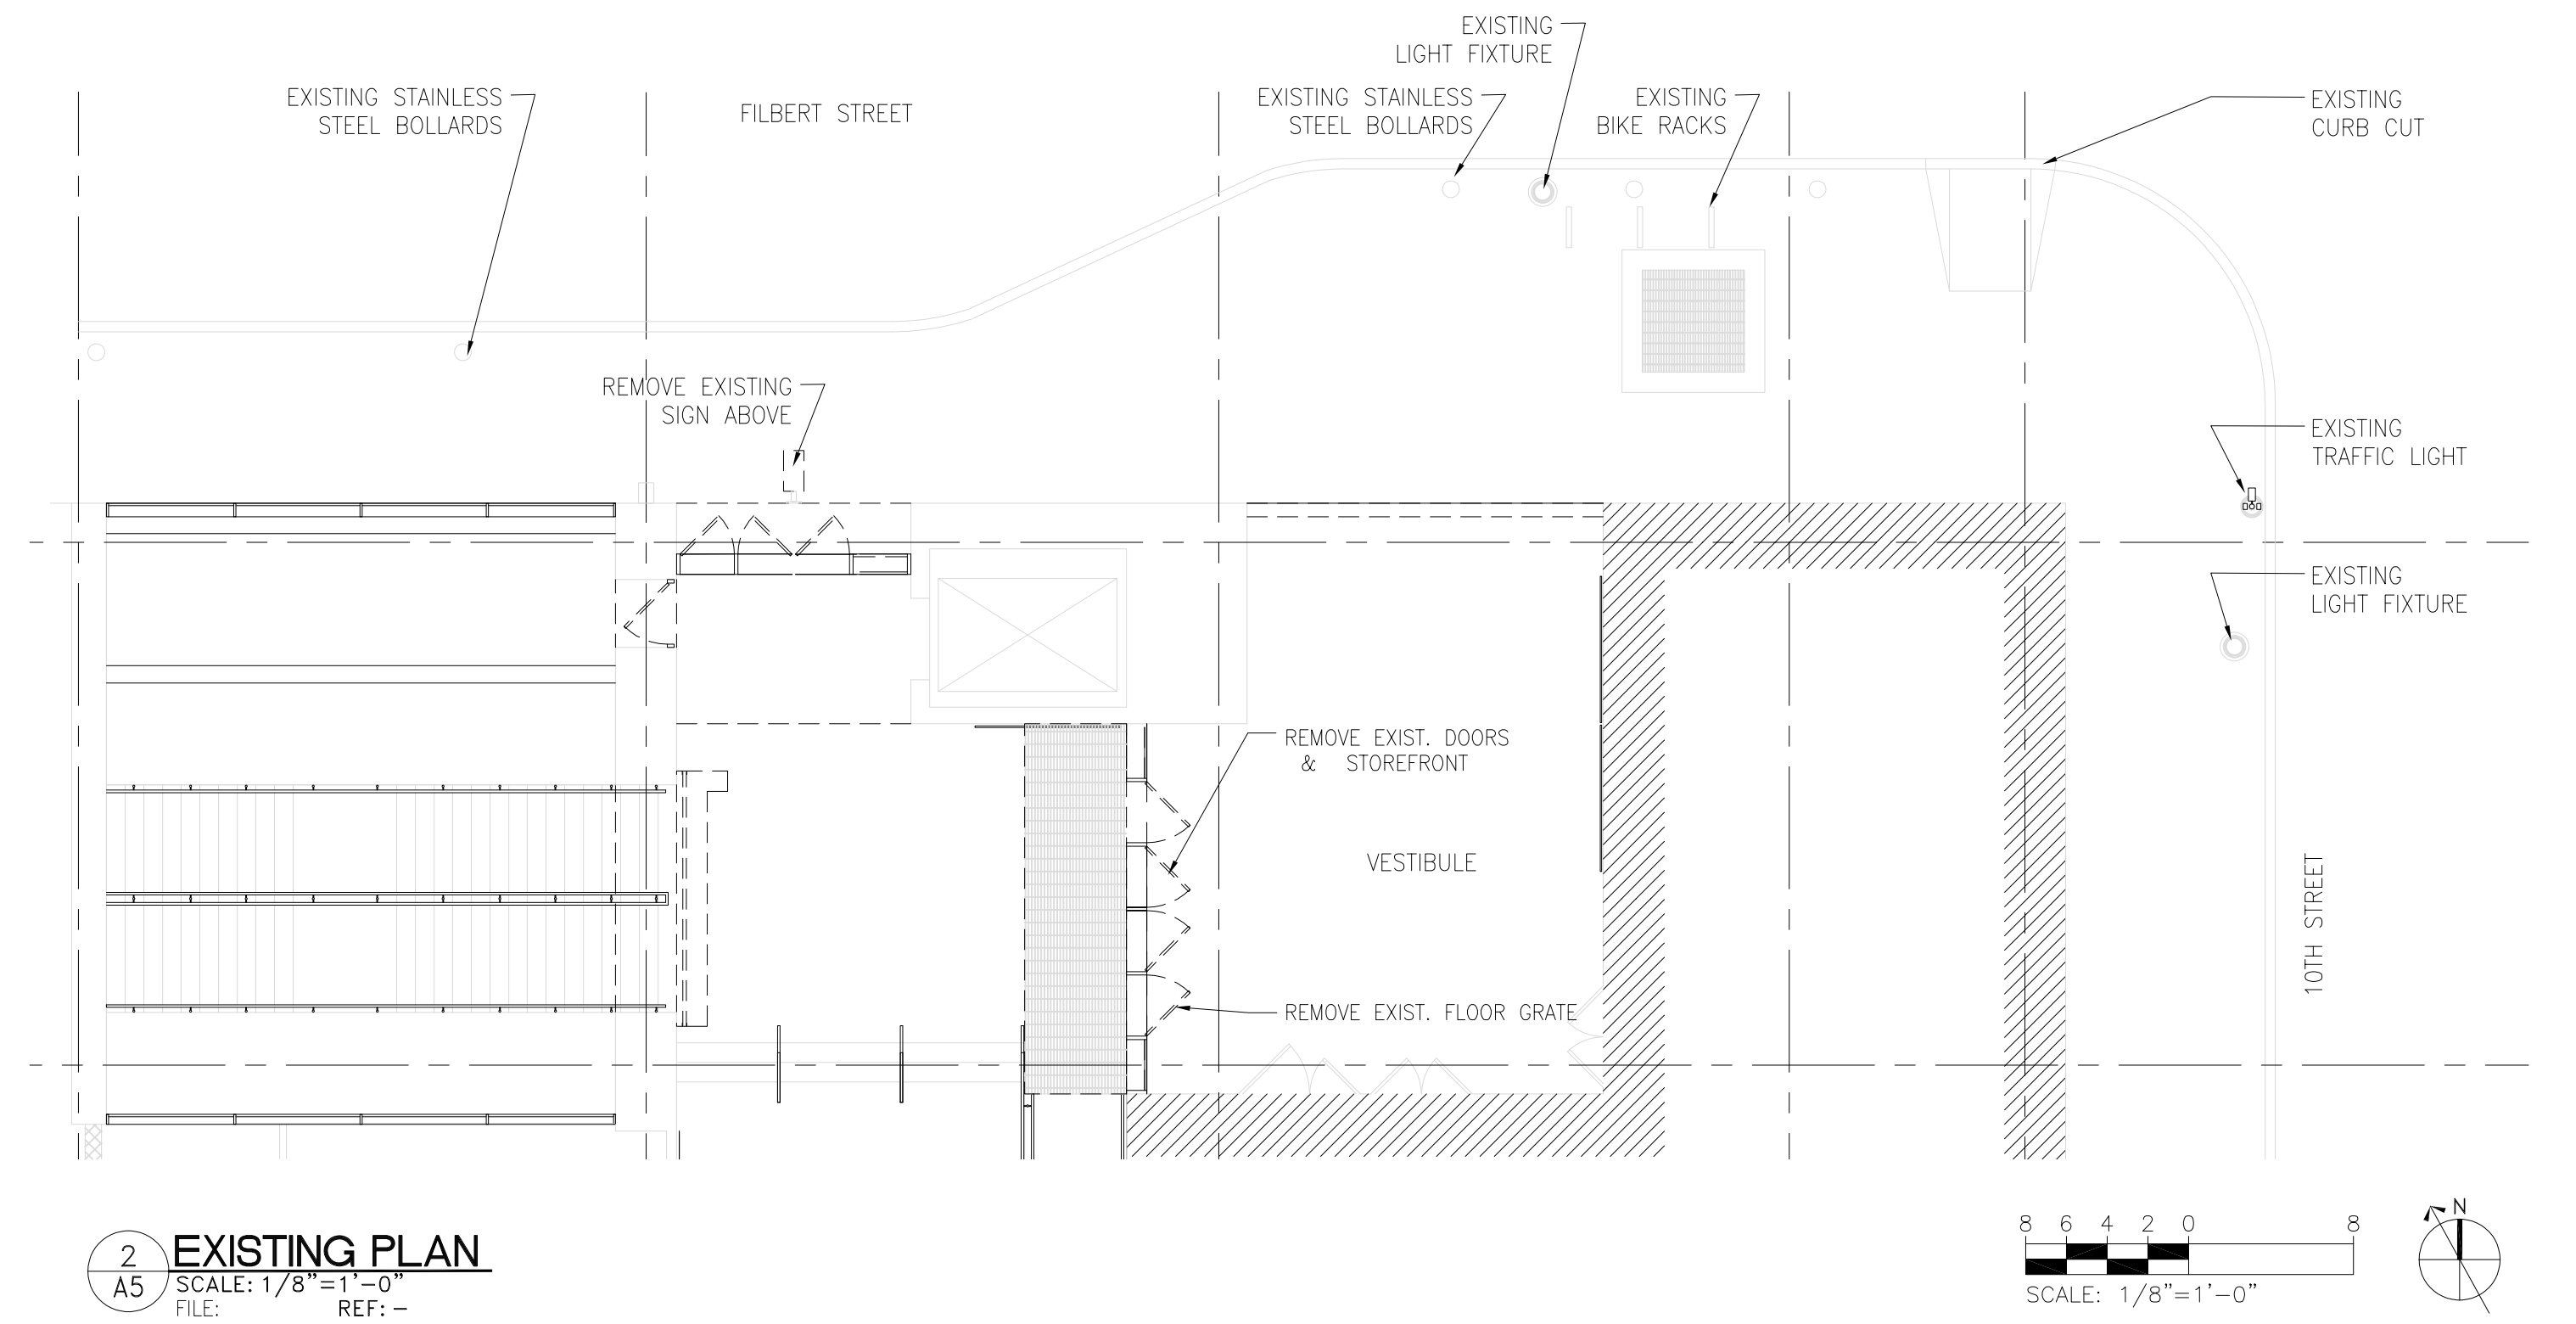 EXISTING
LIGHT FIXTURE
EXISTING STAINLESS
STEEL BOLLARDS
FILBERT STREET
EXISTING STAINLESS
STEEL BOLLARDS
EXISTING
BIKE RACKS
EXISTING
CURB CUT
REMOVE EXISTING
SIGN ABOVE
EXISTING
TRAFFIC LIGHT
EXISTING
LIGHT FIXTURE
REMOVE EXIST. DOORS
& STOREFRONT
VESTIBULE
10TH STREET
REMOVE EXIST. FLOOR GRATE
2
A5
EXISTING PLAN
SCALE: 1/8"=1'-0"
FILE: REF: -
8 6 4 2 0 8
SCALE: 1/8"=1'-0"
N